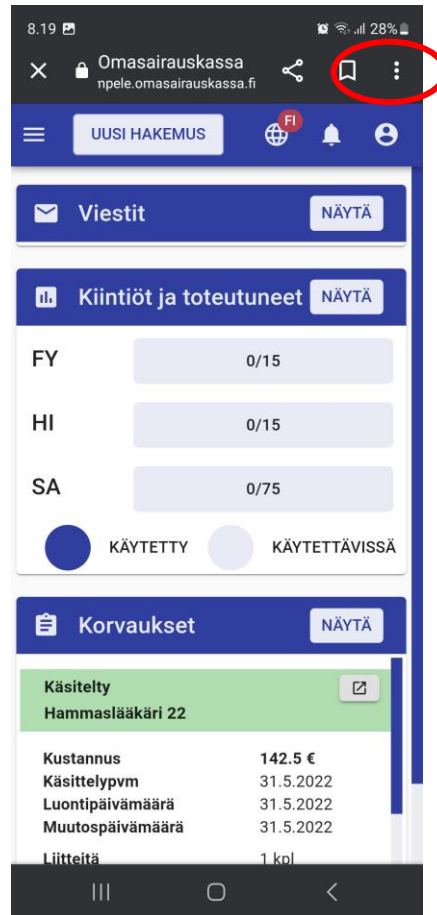 8.19 28%
Omasairauskassa
npele.omasairauskassa.fi
UUSI HAKEMUS FI
Viestit NÄYTÄ
Kiintiöt ja toteutuneet NÄYTÄ
FY 0/15
HI 0/15
SA 0/75
KÄYTETTY KÄYTETTÄVISSÄ
Korvaukset NÄYTÄ
Käsitelty
Hammaslääkäri 22
Kustannus 142.5 €
Käsittelypvm 31.5.2022
Luontipäivämäärä 31.5.2022
Muutospäivämäärä 31.5.2022
Liitteitä 1 kpl